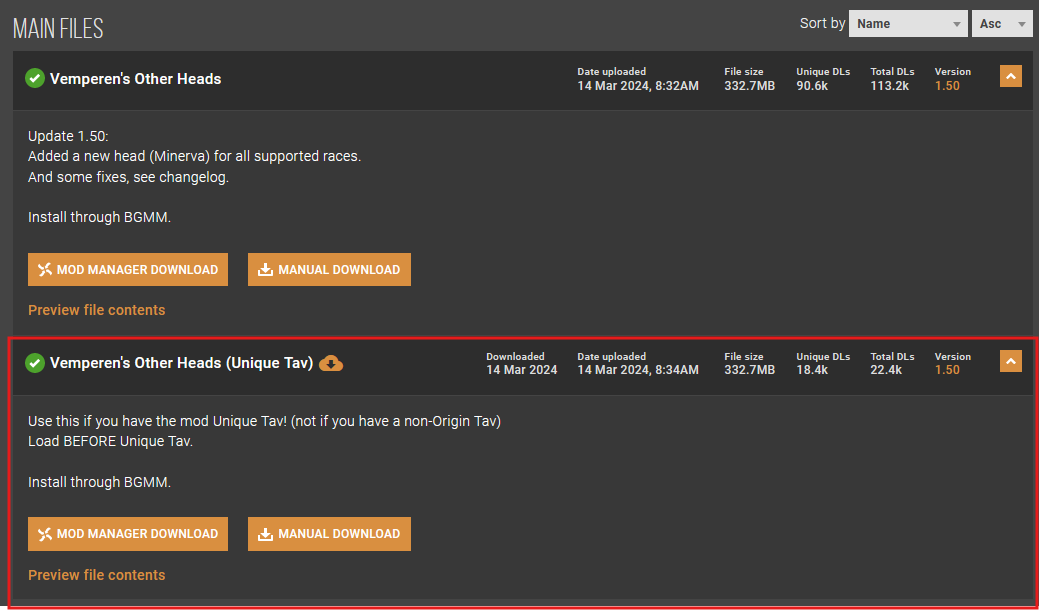 MAIN FILES
Sort by Name Asc
Vemperen's Other Heads
Date uploaded
14 Mar 2024, 8:32AM
File size
332.7MB
Unique DLs
90.6k
Total DLs
113.2k
Version
1.50
Update 1.50:
Added a new head (Minerva) for all supported races.
And some fixes, see changelog.
Install through BGMM.
MOD MANAGER DOWNLOAD
MANUAL DOWNLOAD
Preview file contents
Vemperen's Other Heads (Unique Tav)
Downloaded
14 Mar 2024
Date uploaded
14 Mar 2024, 8:34AM
File size
332.7MB
Unique DLs
18.4k
Total DLs
22.4k
Version
1.50
Use this if you have the mod Unique Tav! (not if you have a non-Origin Tav)
Load BEFORE Unique Tav.
Install through BGMM.
MOD MANAGER DOWNLOAD
MANUAL DOWNLOAD
Preview file contents